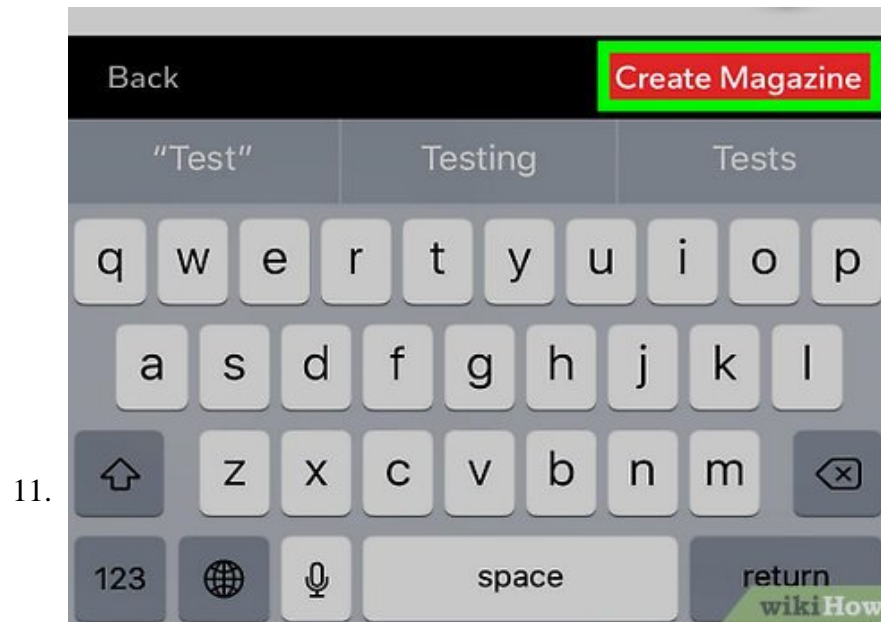 Back Create Magazine
“Test” Testing Tests
q w e r t y u i o p
a s d f g h j k l
11. z x c v b n m
123 space return
wikiHow